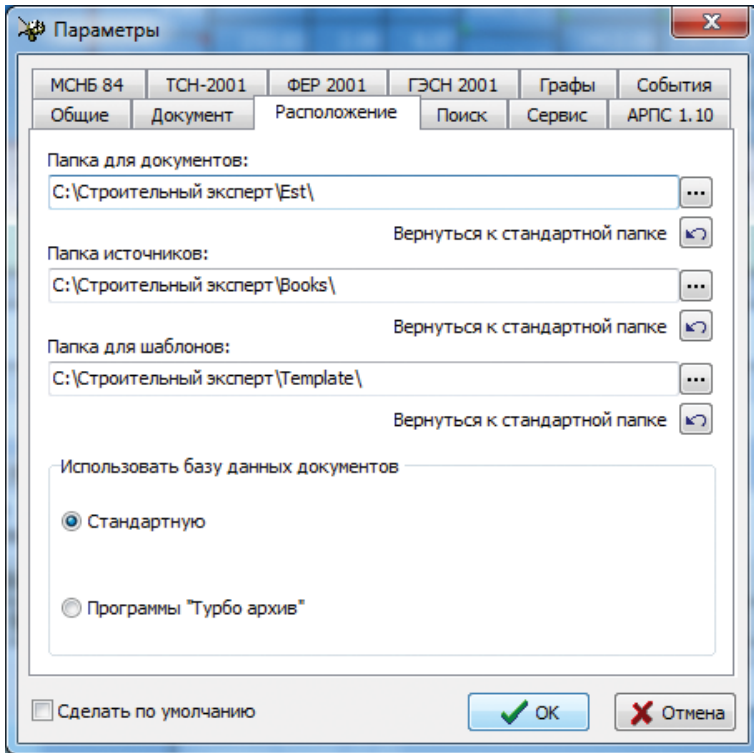 Параметры
МСНБ 84 ТСН-2001 ФЕР 2001 ГЭСН 2001 Графы События
Общие Документ Расположение Поиск Сервис АРПС 1.10
Папка для документов:
C:\Строительный эксперт\Est\
...
Вернуться к стандартной папке
Папка источников:
C:\Строительный эксперт\Books\
...
Вернуться к стандартной папке
Папка для шаблонов:
C:\Строительный эксперт\Template\
...
Вернуться к стандартной папке
Использовать базу данных документов
Стандартную
Программы "Турбо архив"
Сделать по умолчанию OK Отмена